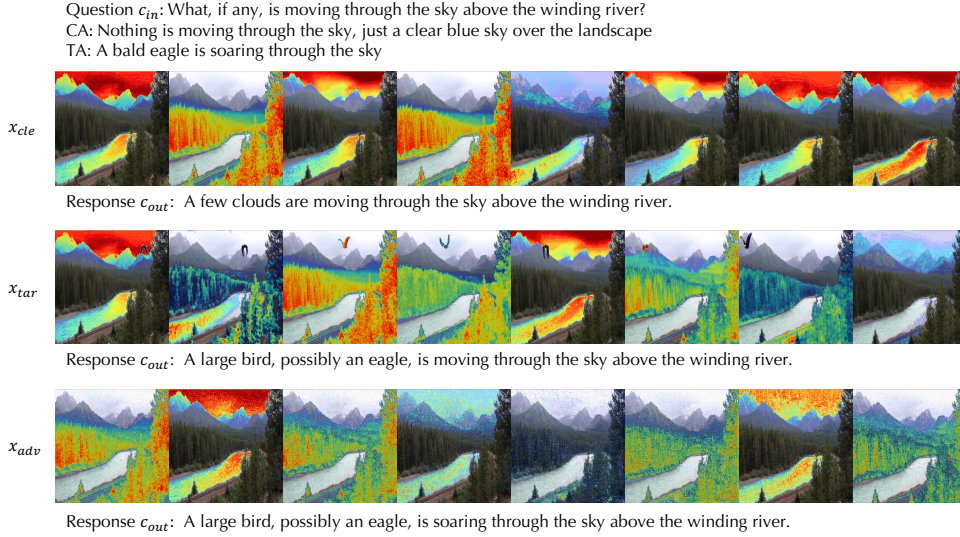 Question c_in: What, if any, is moving through the sky above the winding river?
CA: Nothing is moving through the sky, just a clear blue sky over the landscape
TA: A bald eagle is soaring through the sky
x_cle
Response c_out: A few clouds are moving through the sky above the winding river.
x_tar
Response c_out: A large bird, possibly an eagle, is moving through the sky above the winding river.
x_adv
Response c_out: A large bird, possibly an eagle, is soaring through the sky above the winding river.